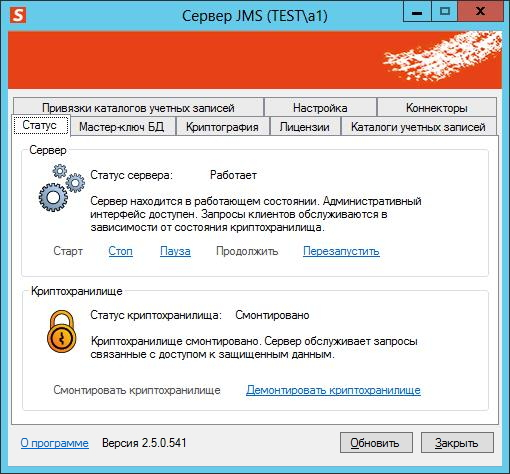 S
Сервер JMS (TEST\a1)
Привязки каталогов учетных записей Настройка Коннекторы
Статус Мастер-ключ БД Криптография Лицензии Каталоги учетных записей
Сервер
Статус сервера: Работает
Сервер находится в работающем состоянии. Административный
интерфейс доступен. Запросы клиентов обслуживаются в
зависимости от состояния криптохранилища.
Старт Стоп Пауза Продолжить Перезапустить
Криптохранилище
Статус криптохранилища: Смонтировано
Криптохранилище смонтировано. Сервер обслуживает запросы
связанные с доступом к защищенным данным.
Смонтировать криптохранилище Демонтировать криптохранилище
О программе Версия 2.5.0.541 Обновить Закрыть